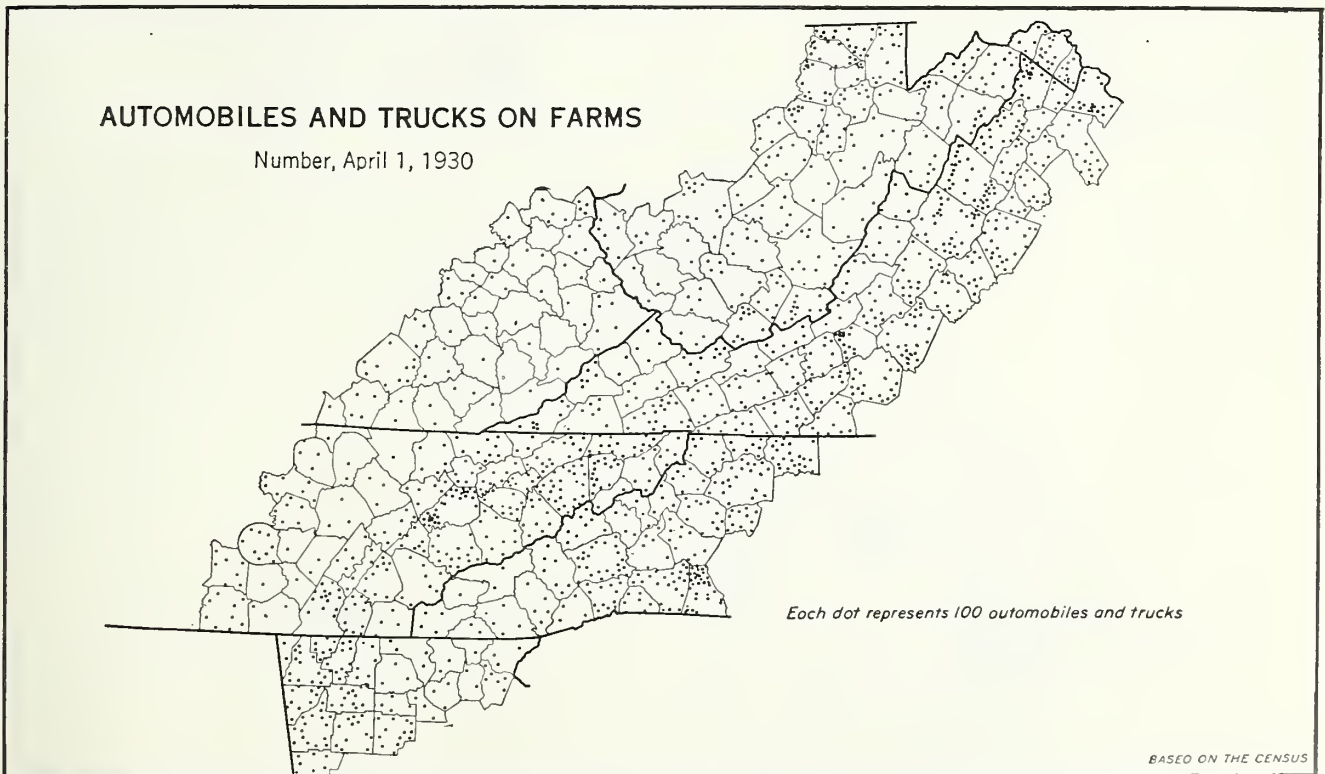 AUTOMOBILES AND TRUCKS ON FARMS
Number, April 1, 1930
Each dot represents 100 automobiles and trucks
BASED ON THE CENSUS